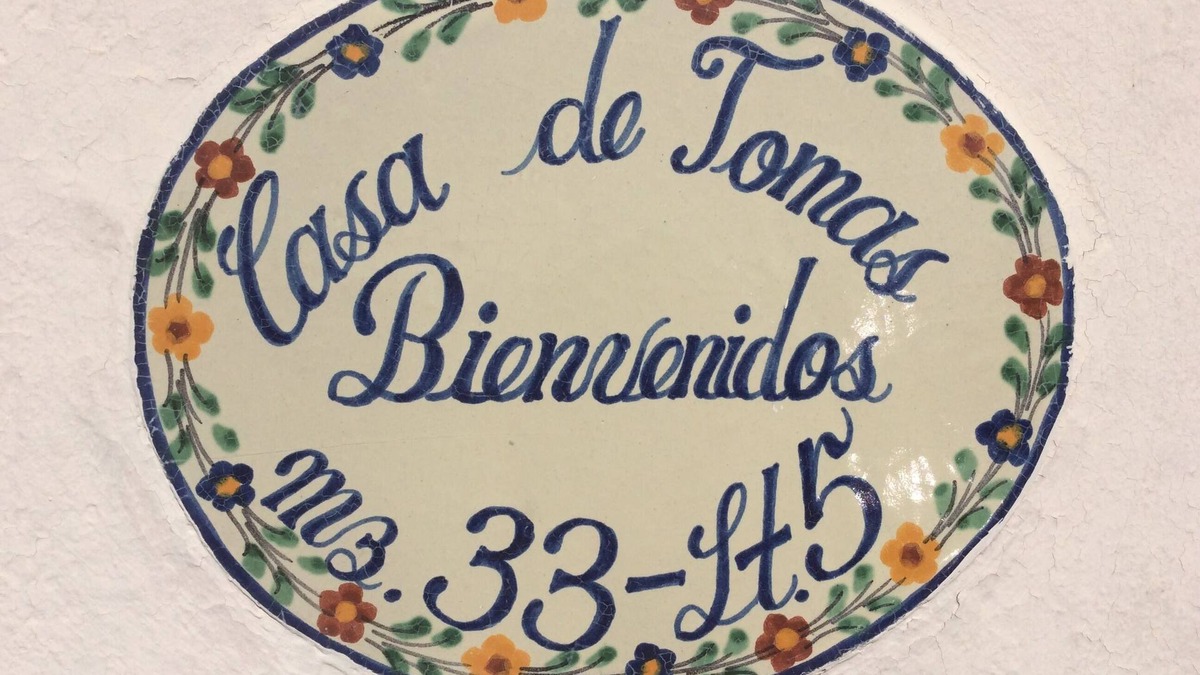 Casa de Tomas
Bienvenidos
mz. 33-Lt.5